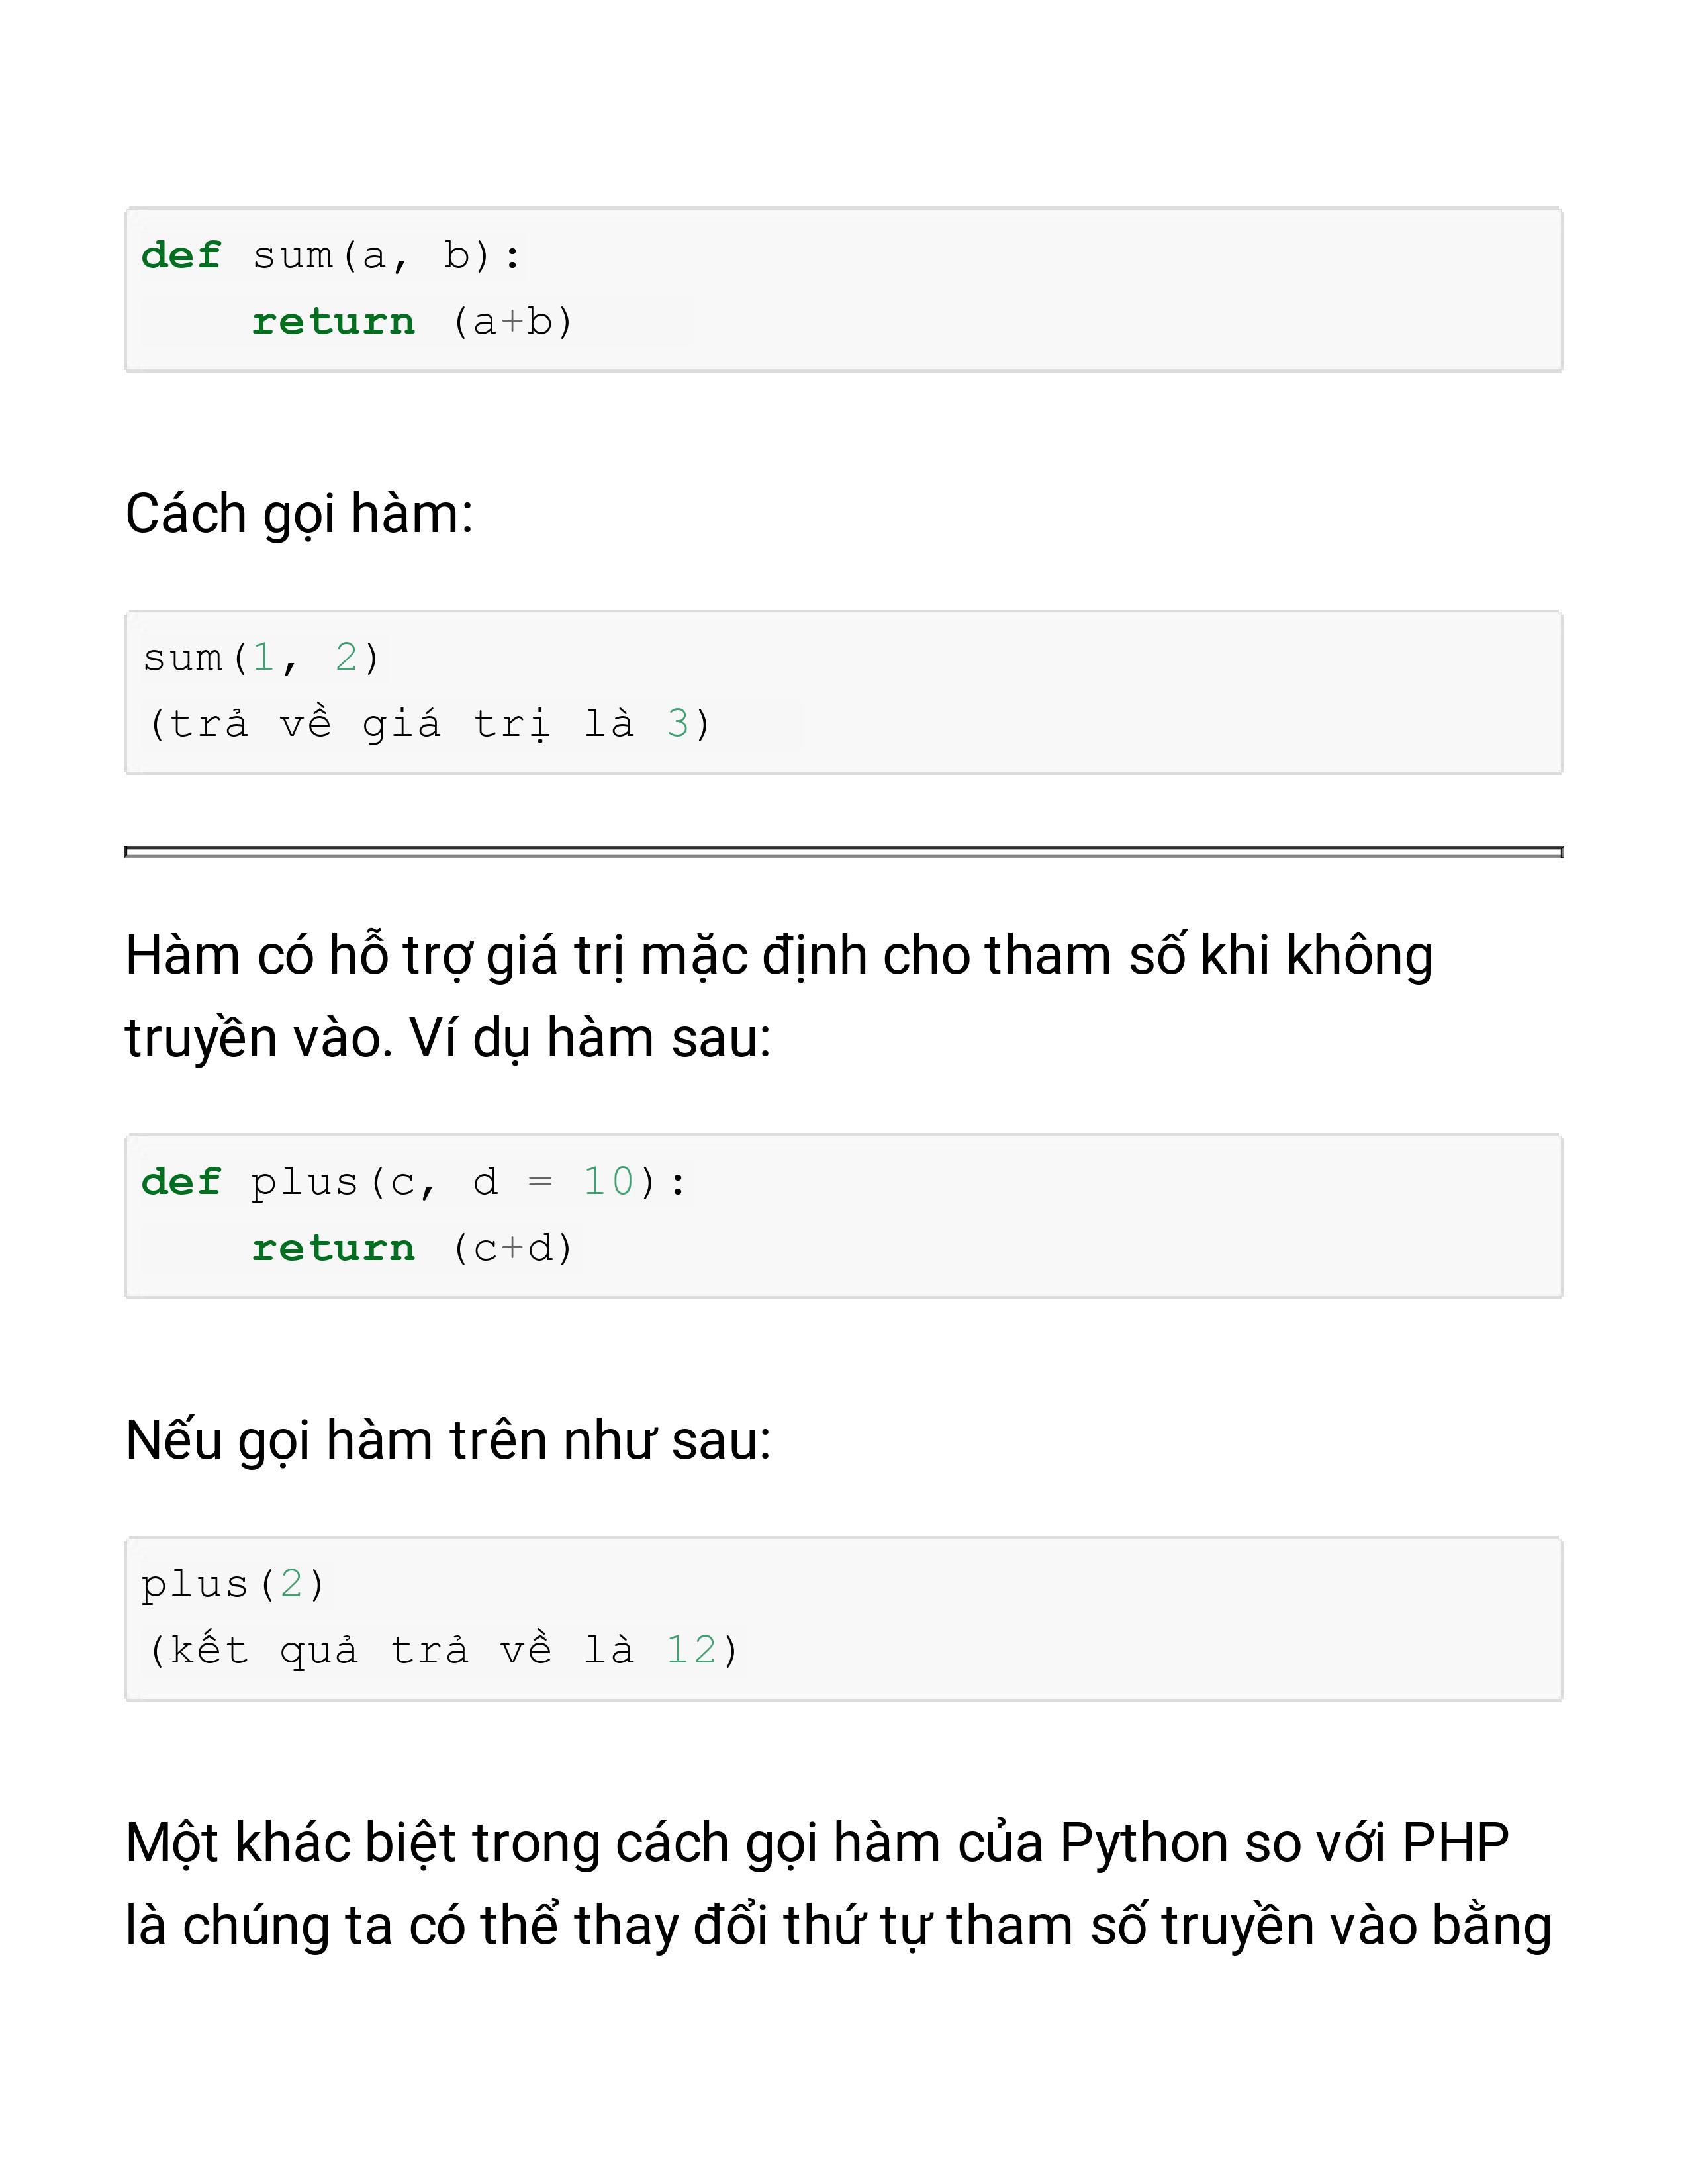 def sum(a, b):
    return (a+b)
Cách gọi hàm:
sum(1, 2)
(trả về giá trị là 3)
Hàm có hỗ trợ giá trị mặc định cho tham số khi không
truyền vào. Ví dụ hàm sau:
def plus(c, d = 10):
    return (c+d)
Nếu gọi hàm trên như sau:
plus(2)
(kết quả trả về là 12)
Một khác biệt trong cách gọi hàm của Python so với PHP
là chúng ta có thể thay đổi thứ tự tham số truyền vào bằng